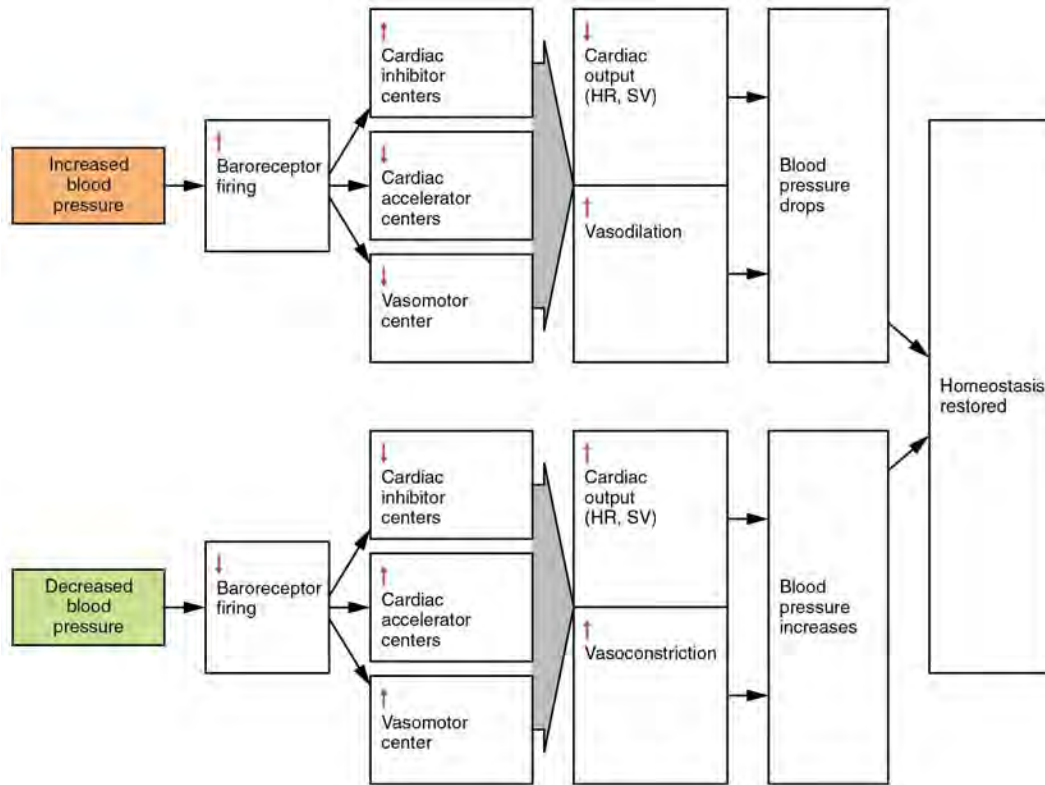 Increased
blood
pressure
↑
Baroreceptor
firing
↑
Cardiac
inhibitor
centers
↓
Cardiac
accelerator
centers
↓
Vasomotor
center
↓
Cardiac
output
(HR, SV)
↑
Vasodilation
Blood
pressure
drops
Decreased
blood
pressure
↓
Baroreceptor
firing
↓
Cardiac
inhibitor
centers
↑
Cardiac
accelerator
centers
↑
Vasomotor
center
↑
Cardiac
output
(HR, SV)
↑
Vasoconstriction
Blood
pressure
increases
Homeostasis
restored